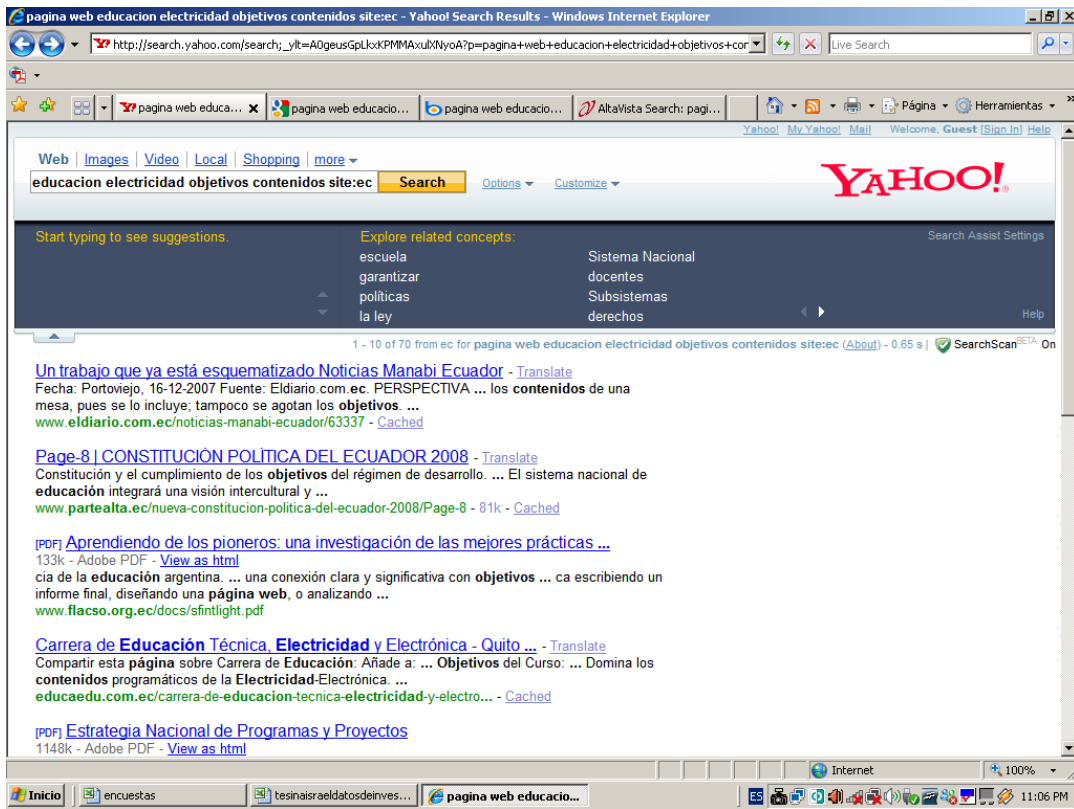 pagina web educacion electricidad objetivos contenidos site:ec - Yahoo! Search Results - Windows Internet Explorer
http://search.yahoo.com/search;_ylt=A0geusGpLkxKPMMAxulXNyoA?p=pagina+web+educacion+electricidad+objetivos+cor
Live Search
pagina web educa...
pagina web educacio...
pagina web educacio...
AltaVista Search: pagi...
Página
Herramientas
Yahoo! My Yahoo! Mail Welcome, Guest [Sign In] Help
Web | Images | Video | Local | Shopping | more
educacion electricidad objetivos contenidos site:ec Search Options Customize
YAHOO!
Start typing to see suggestions.
Explore related concepts:
Search Assist Settings
escuela Sistema Nacional
garantizar docentes
políticas Subsistemas
la ley derechos
Help
1 - 10 of 70 from ec for pagina web educacion electricidad objetivos contenidos site:ec (About) - 0.65 s | SearchScan BETA On
Un trabajo que ya está esquematizado Noticias Manabi Ecuador - Translate
Fecha: Portoviejo, 16-12-2007 Fuente: Eldiario.com.ec. PERSPECTIVA ... los contenidos de una
mesa, pues se lo incluye; tampoco se agotan los objetivos. ...
www.eldiario.com.ec/noticias-manabi-ecuador/63337 - Cached
Page-8 | CONSTITUCIÓN POLÍTICA DEL ECUADOR 2008 - Translate
Constitución y el cumplimiento de los objetivos del régimen de desarrollo. ... El sistema nacional de
educación integrará una visión intercultural y ...
www.partealta.ec/nueva-constitucion-politica-del-ecuador-2008/Page-8 - 81k - Cached
[PDF] Aprendiendo de los pioneros: una investigación de las mejores prácticas ...
133k - Adobe PDF - View as html
cia de la educación argentina. ... una conexión clara y significativa con objetivos ... ca escribiendo un
informe final, diseñando una página web, o analizando ...
www.flacso.org.ec/docs/sfintlight.pdf
Carrera de Educación Técnica, Electricidad y Electrónica - Quito ... - Translate
Compartir esta página sobre Carrera de Educación: Añade a: ... Objetivos del Curso: ... Domina los
contenidos programáticos de la Electricidad-Electrónica. ...
educaedu.com.ec/carrera-de-educacion-tecnica-electricidad-y-electro... - Cached
[PDF] Estrategia Nacional de Programas y Proyectos
1148k - Adobe PDF - View as html
Internet
100%
Inicio
encuestas
tesinaisraeldatosdeinves...
pagina web educacio...
ES
11:06 PM